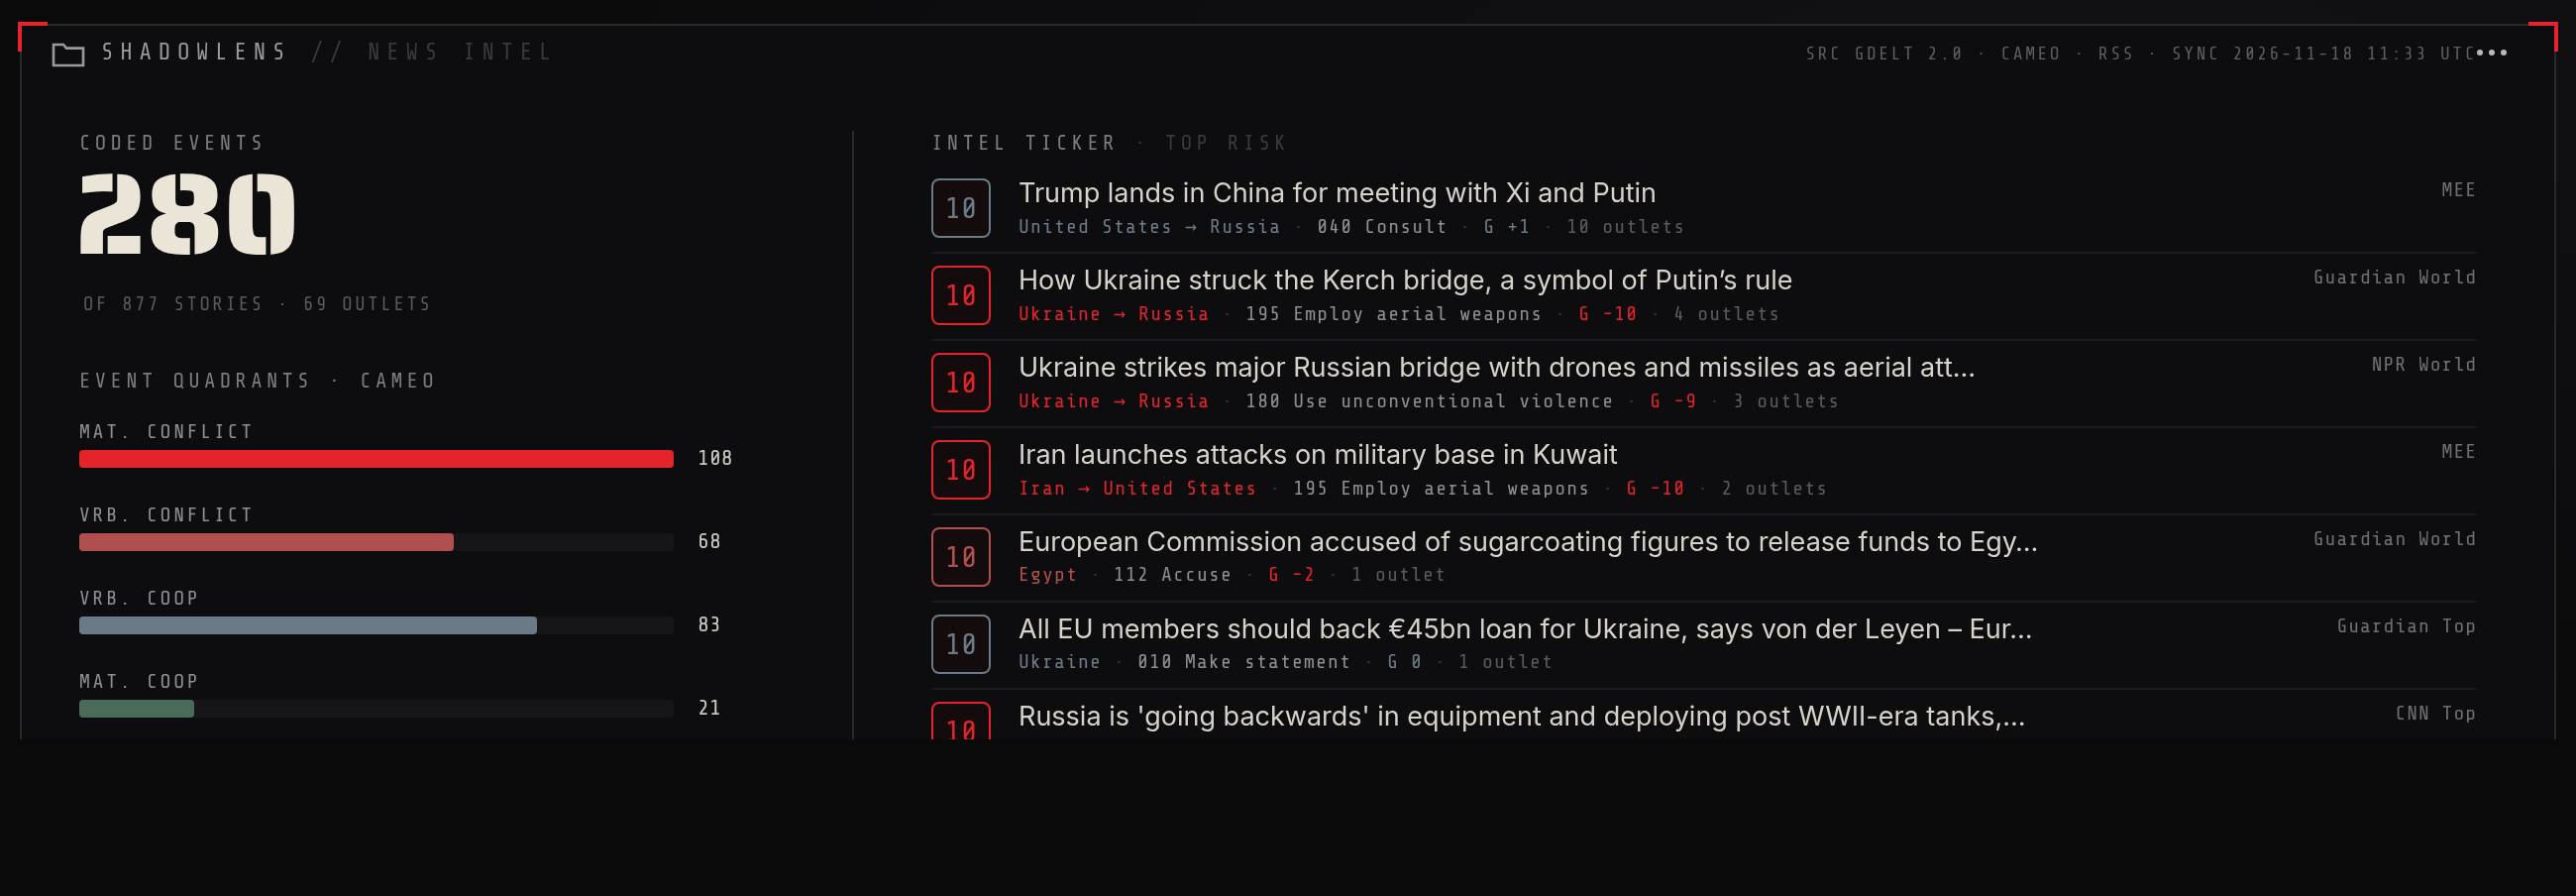 SHADOWLENS // NEWS INTEL
SRC GDELT 2.0 · CAMEO · RSS · SYNC 2026-11-18 11:33 UTC
CODED EVENTS
280
OF 877 STORIES · 69 OUTLETS
EVENT QUADRANTS · CAMEO
MAT. CONFLICT
108
VRB. CONFLICT
68
VRB. COOP
83
MAT. COOP
21
INTEL TICKER · TOP RISK
10 Trump lands in China for meeting with Xi and Putin MEE
United States → Russia · 040 Consult · G +1 · 10 outlets
10 How Ukraine struck the Kerch bridge, a symbol of Putin’s rule Guardian World
Ukraine → Russia · 195 Employ aerial weapons · G -10 · 4 outlets
10 Ukraine strikes major Russian bridge with drones and missiles as aerial att... NPR World
Ukraine → Russia · 180 Use unconventional violence · G -9 · 3 outlets
10 Iran launches attacks on military base in Kuwait MEE
Iran → United States · 195 Employ aerial weapons · G -10 · 2 outlets
10 European Commission accused of sugarcoating figures to release funds to Egy... Guardian World
Egypt · 112 Accuse · G -2 · 1 outlet
10 All EU members should back €45bn loan for Ukraine, says von der Leyen – Eur... Guardian Top
Ukraine · 010 Make statement · G 0 · 1 outlet
10 Russia is 'going backwards' in equipment and deploying post WWII-era tanks,... CNN Top